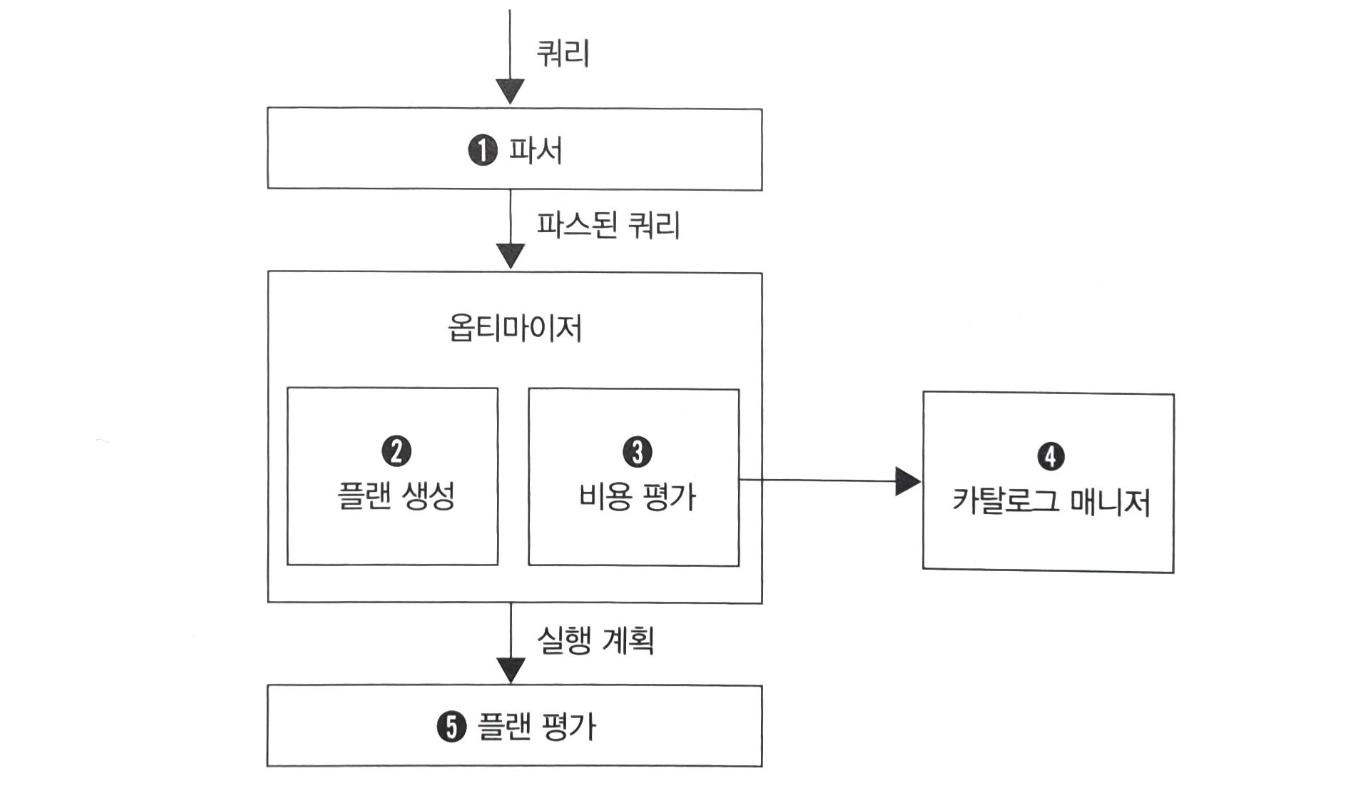 쿼리
❶ 파서
파스된 쿼리
옵티마이저
❷
플랜 생성
❸
비용 평가
❹
카탈로그 매니저
실행 계획
❺ 플랜 평가